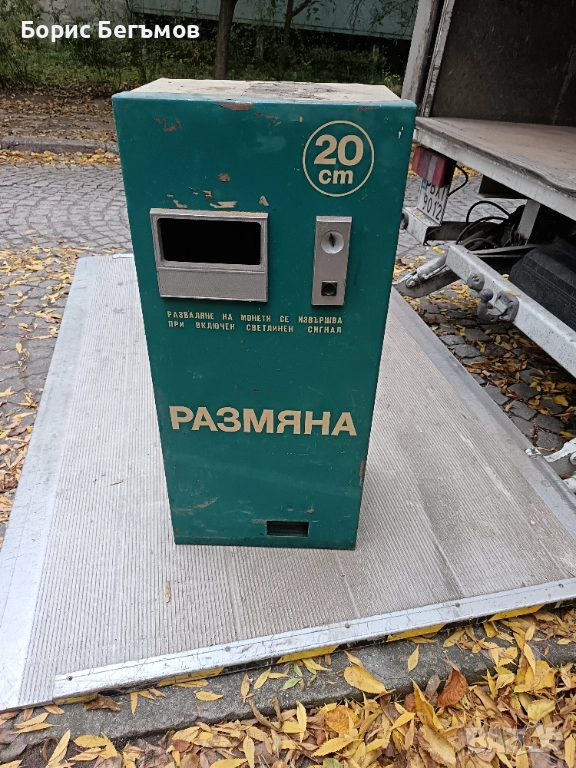 Борис Бегъмов
20
cm
РАЗВАЛЯНЕ НА МОНЕТИ СЕ ИЗВЪРШВА
ПРИ ВКЛЮЧЕН СВЕТЛИНЕН СИГНАЛ
РАЗМЯНА